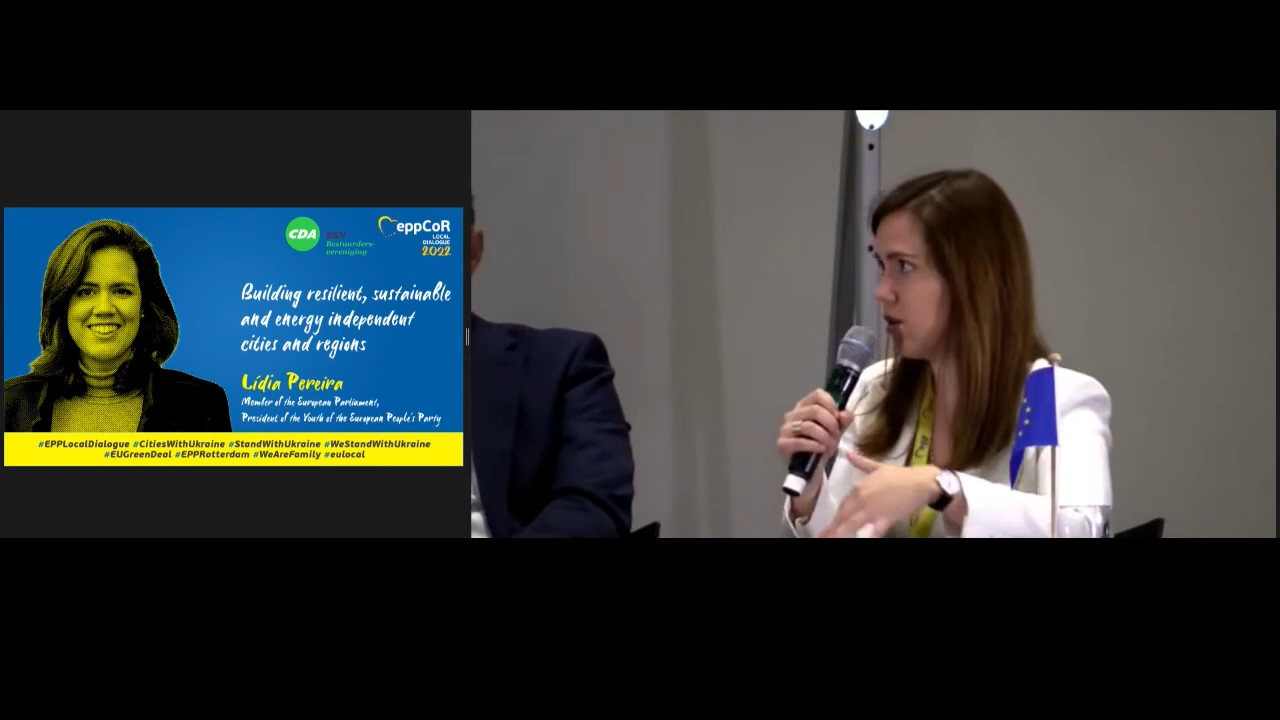 CDA
BSV
Bestuurders-
vereniging
eppCoR
LOCAL
DIALOGUE
2022
Building resilient, sustainable
and energy independent
cities and regions
Lídia Pereira
Member of the European Parliament,
President of the Youth of the European People's Party
#EPPLocalDialogue #CitiesWithUkraine #StandWithUkraine #WeStandWithUkraine
#EUGreenDeal #EPPRotterdam #WeAreFamily #eulocal